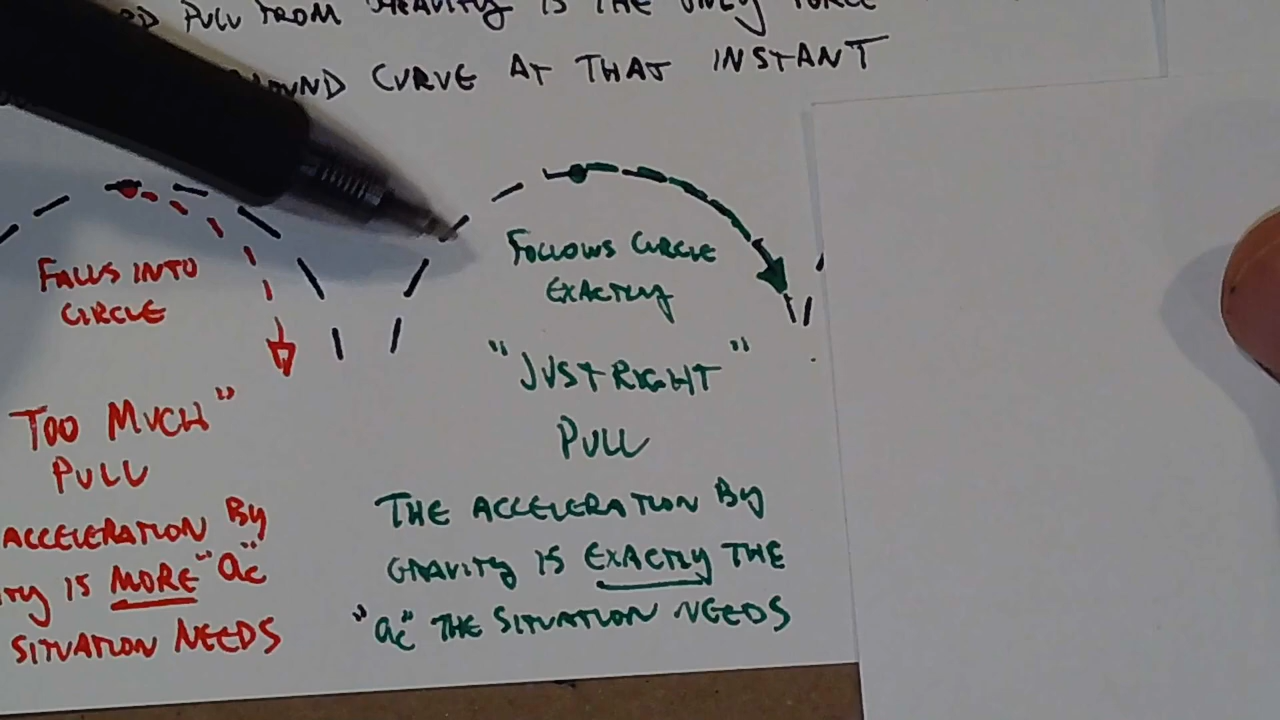 PULL FROM GRAVITY IS THE ONLY FORCE
CURVE AT THAT INSTANT
FALLS INTO
CIRCLE
"TOO MUCH"
PULL
ACCELERATION BY
IS MORE "ac"
SITUATION NEEDS
FOLLOWS CIRCLE
EXACTLY
"JUST RIGHT"
PULL
THE ACCELERATION BY
GRAVITY IS EXACTLY THE
"ac" THE SITUATION NEEDS